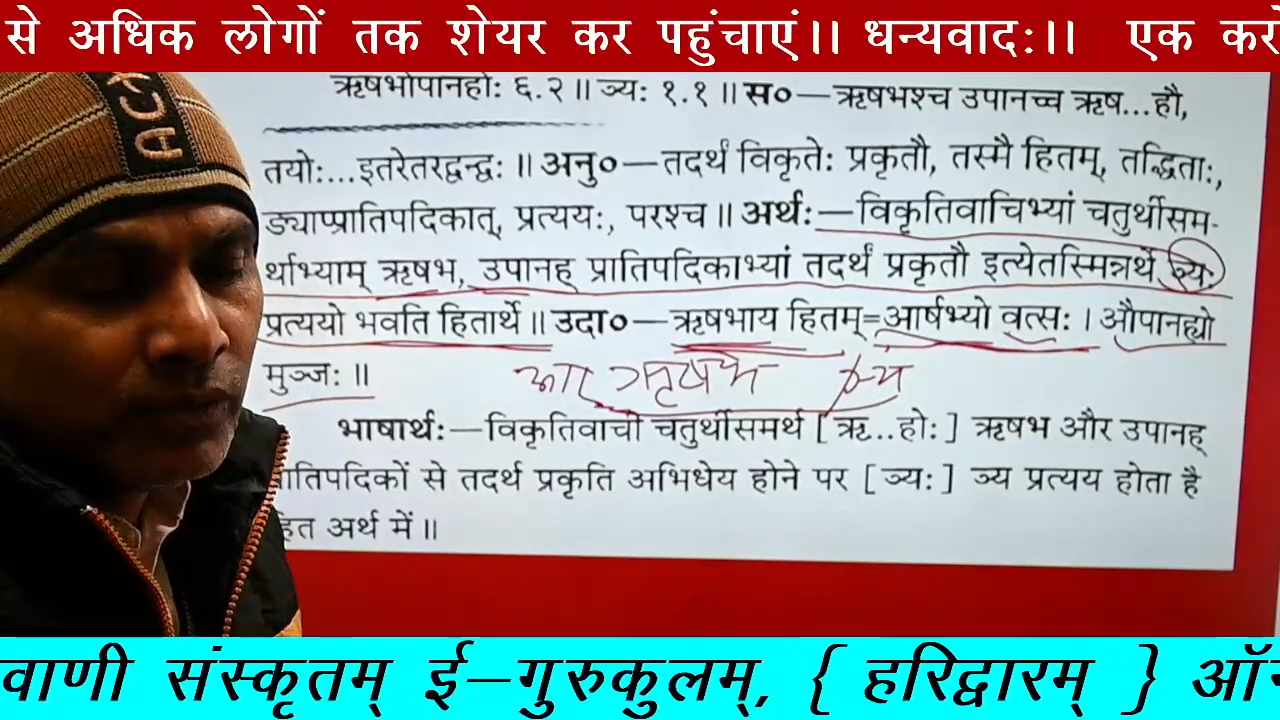 से अधिक लोगों तक शेयर कर पहुंचाएं।। धन्यवादः।। एक करो
ऋषभोपानहोः ६.२॥ ञ्यः १.१॥ स०—ऋषभश्च उपानच्च ऋष...हौ,
तयोः...इतरेतरद्वन्द्वः॥ अनु०—तदर्थं विकृतेः प्रकृतौ, तस्मै हितम्, तद्धिताः,
ङ्याप्प्रातिपदिकात्, प्रत्ययः, परश्च॥ अर्थः—विकृतिवाचिभ्यां चतुर्थीसम-
र्थाभ्याम् ऋषभ, उपानह् प्रातिपदिकाभ्यां तदर्थं प्रकृतौ इत्येतस्मिन्नर्थे ञ्यः
प्रत्ययो भवति हितार्थे॥ उदा०—ऋषभाय हितम्=आर्षभ्यो वत्सः। औपानह्यो
मुञ्जः॥
आर ऋषभ
भाषार्थः—विकृतिवाची चतुर्थीसमर्थ [ऋ...होः] ऋषभ और उपानह्
प्रातिपदिकों से तदर्थ प्रकृति अभिधेय होने पर [ञ्यः] ञ्य प्रत्यय होता है
हित अर्थ में॥
वाणी संस्कृतम् ई-गुरुकुलम्, { हरिद्वारम् } ऑन
AUM